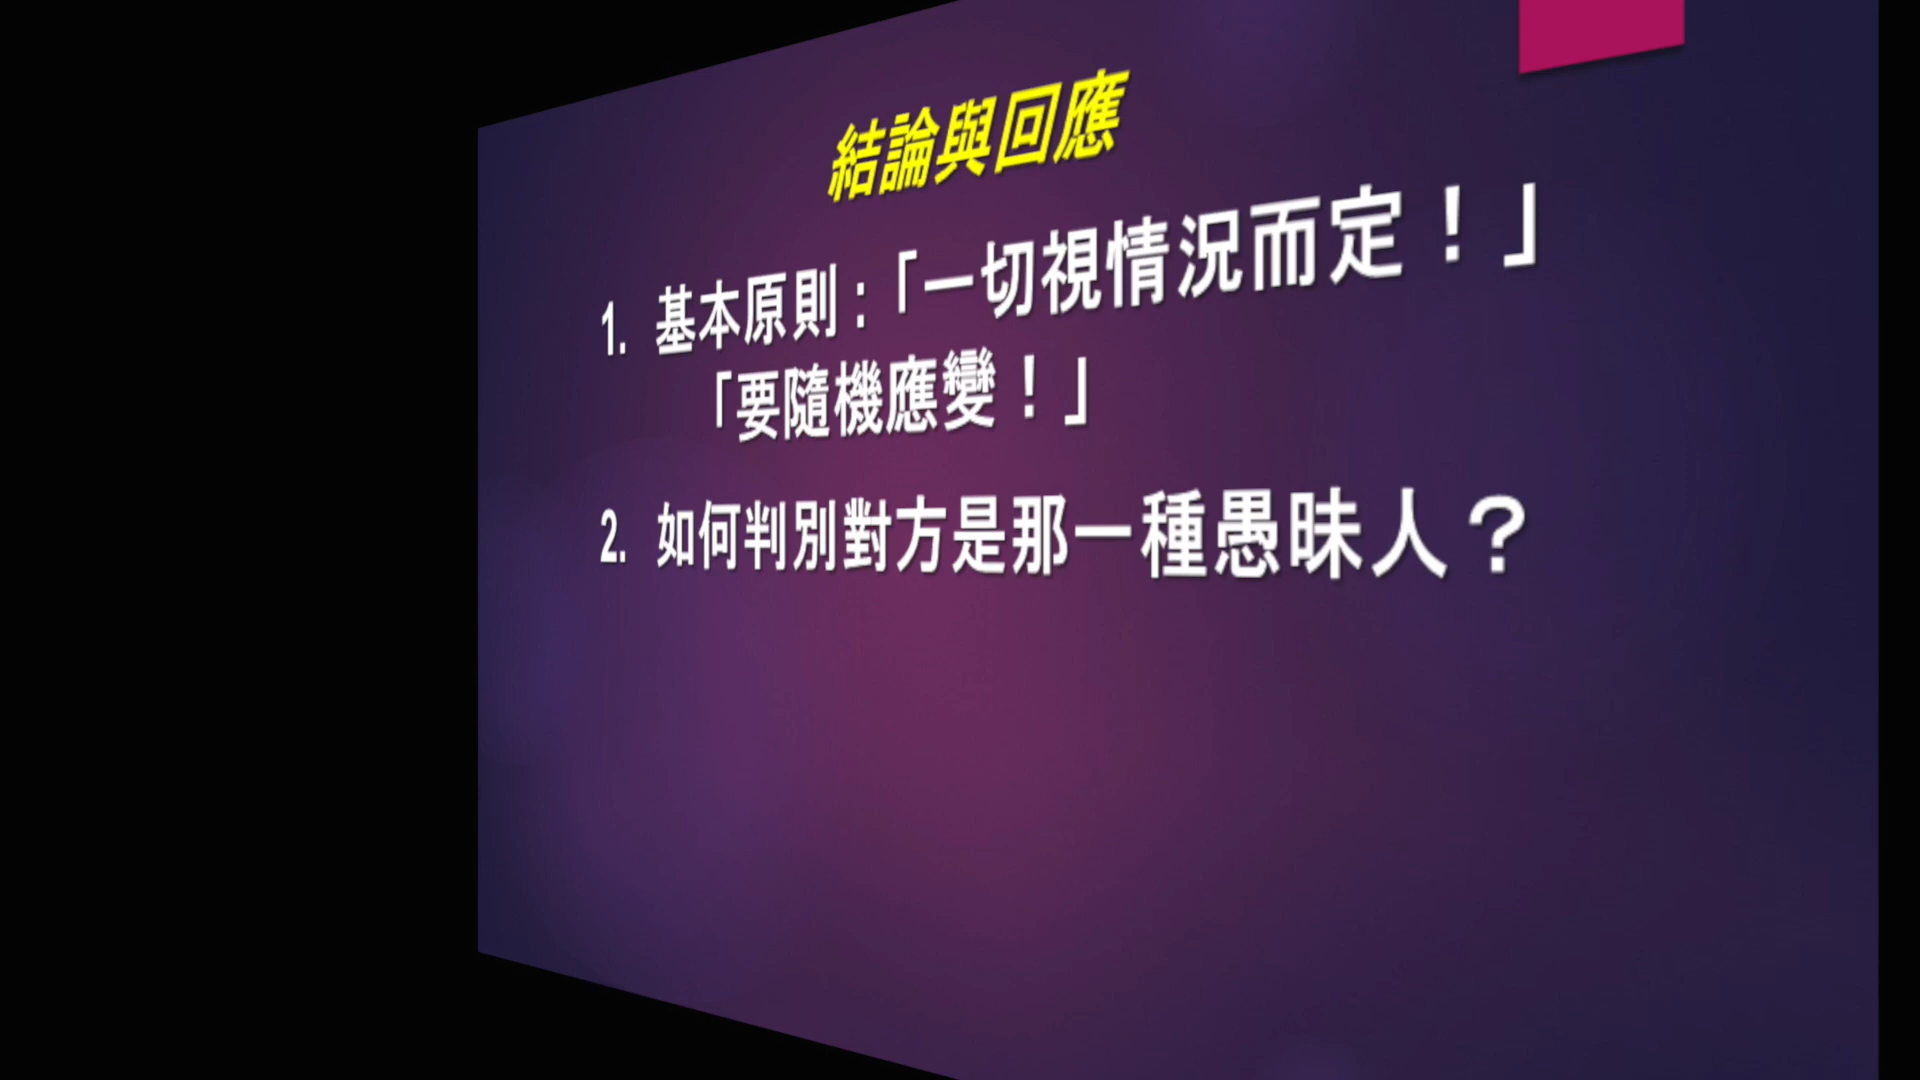 結論與回應
1. 基本原則：「一切視情況而定！」
「要隨機應變！」
2. 如何判別對方是那一種愚昧人？